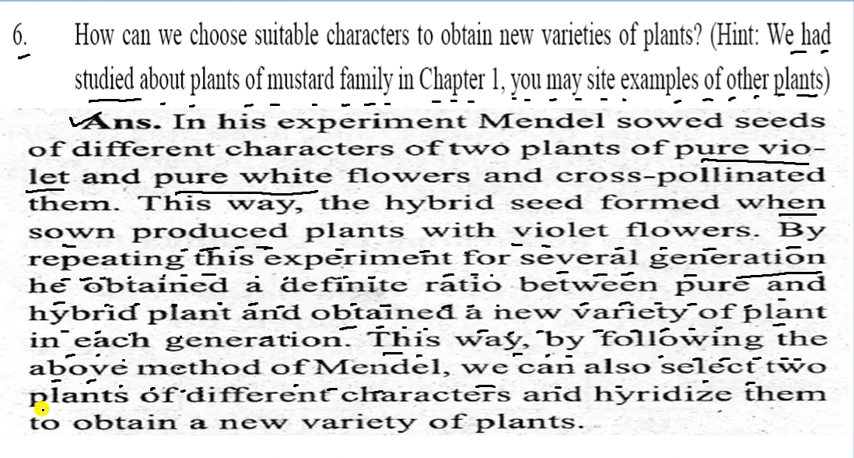 6. How can we choose suitable characters to obtain new varieties of plants? (Hint: We had
studied about plants of mustard family in Chapter 1, you may site examples of other plants)
Ans. In his experiment Mendel sowed seeds
of different characters of two plants of pure vio-
let and pure white flowers and cross-pollinated
them. This way, the hybrid seed formed when
sown produced plants with violet flowers. By
repeating this experiment for several generation
he obtained a definite ratio between pure and
hybrid plant and obtained a new variety of plant
in each generation. This way, by following the
above method of Mendel, we can also select two
plants of different characters and hyridize them
to obtain a new variety of plants.